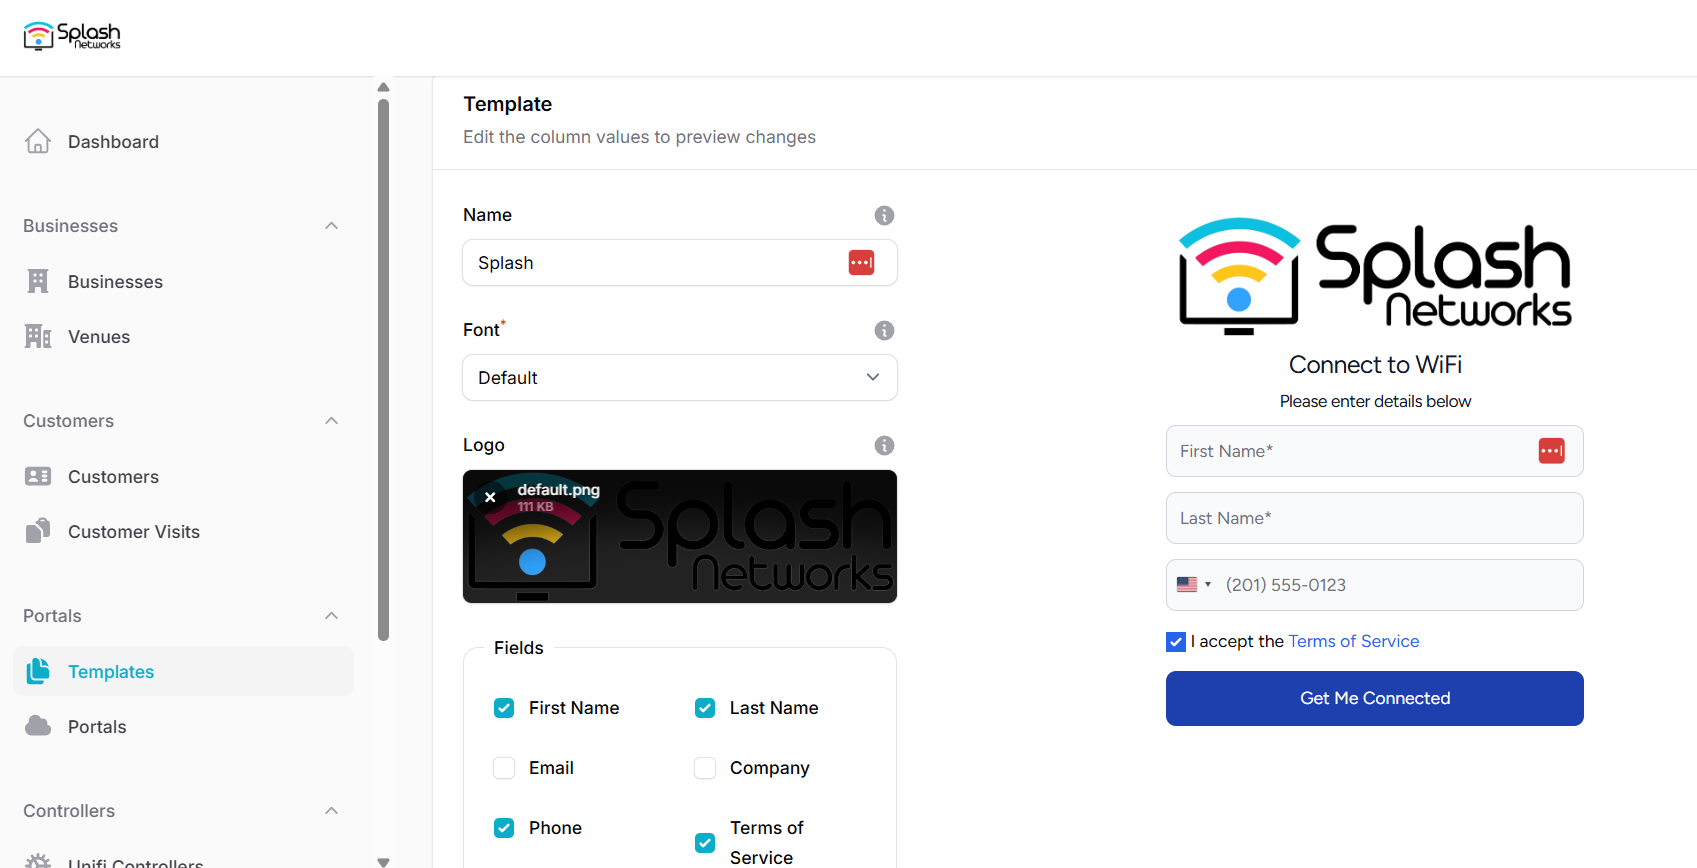 Splash
Networks
Dashboard
Businesses
Businesses
Venues
Customers
Customers
Customer Visits
Portals
Templates
Portals
Controllers
Unifi Controllers
Template
Edit the column values to preview changes
Name
Splash
Font*
Default
Logo
default.png
111 KB
Splash
Networks
Fields
First Name
Last Name
Email
Company
Phone
Terms of
Service
Splash
Networks
Connect to WiFi
Please enter details below
First Name*
Last Name*
(201) 555-0123
I accept the Terms of Service
Get Me Connected